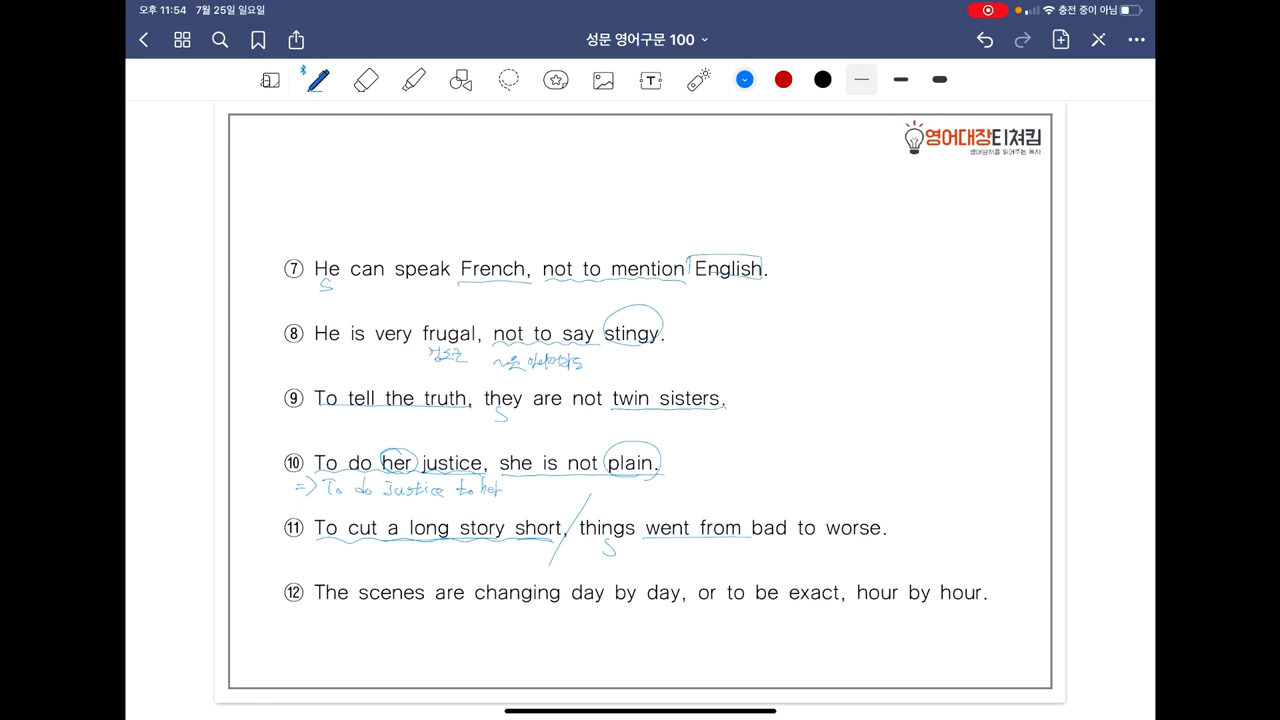 오후 11:54 7월 25일 일요일
충전 중이 아님
성문 영어구문 100
T
영어대장티쳐킴
⑦ He can speak French, not to mention English.
S
⑧ He is very frugal, not to say stingy.
⑨ To tell the truth, they are not twin sisters.
S
⑩ To do her justice, she is not plain.
=> To do Justice to her
⑪ To cut a long story short, things went from bad to worse.
S
⑫ The scenes are changing day by day, or to be exact, hour by hour.